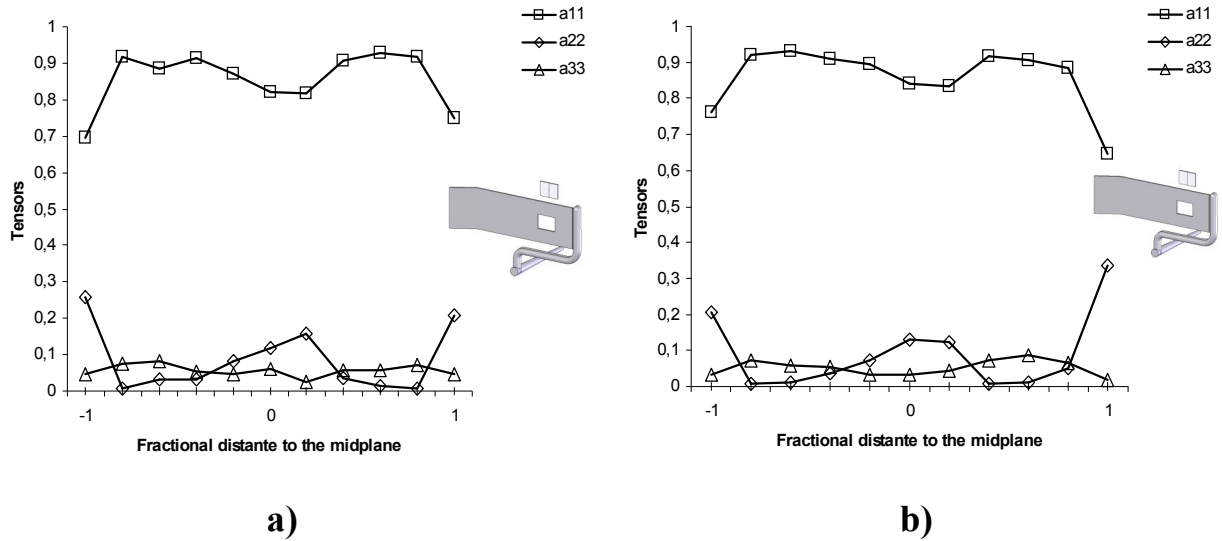 a11
a22
a33
1
0,9
0,8
0,7
0,6
0,5
0,4
0,3
0,2
0,1
0
Tensors
-1 0 1
Fractional distante to the midplane
a)
a11
a22
a33
1
0,9
0,8
0,7
0,6
0,5
0,4
0,3
0,2
0,1
0
Tensors
-1 0 1
Fractional distante to the midplane
b)